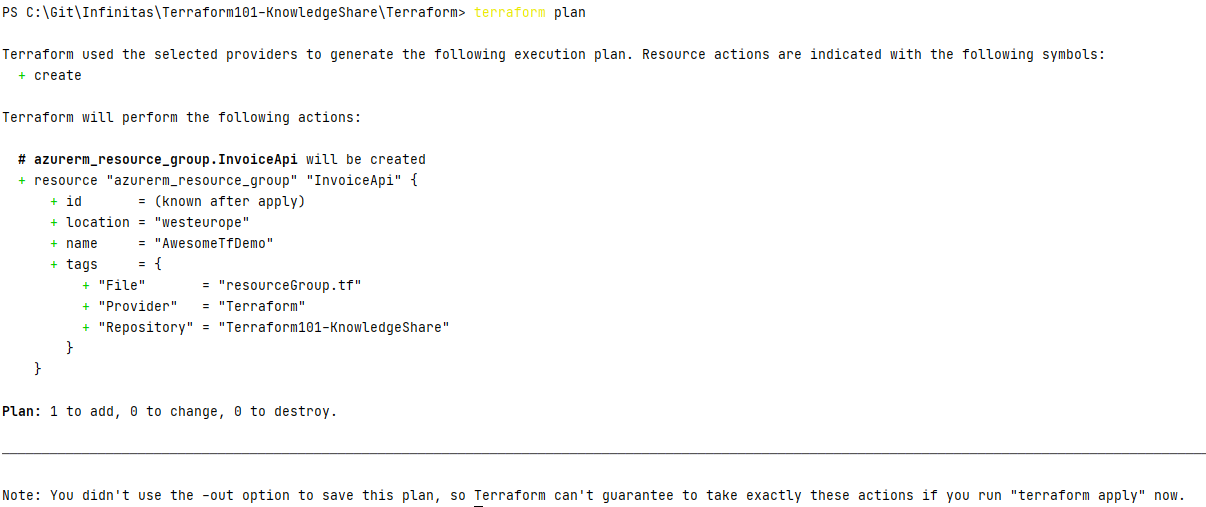 PS C:\Git\Infinitas\Terraform101-KnowledgeShare\Terraform> terraform plan
Terraform used the selected providers to generate the following execution plan. Resource actions are indicated with the following symbols:
  + create
Terraform will perform the following actions:
  # azurerm_resource_group.InvoiceApi will be created
  + resource "azurerm_resource_group" "InvoiceApi" {
      + id       = (known after apply)
      + location = "westeurope"
      + name     = "AwesomeTfDemo"
      + tags     = {
          + "File"       = "resourceGroup.tf"
          + "Provider"   = "Terraform"
          + "Repository" = "Terraform101-KnowledgeShare"
        }
    }
Plan: 1 to add, 0 to change, 0 to destroy.
Note: You didn't use the -out option to save this plan, so Terraform can't guarantee to take exactly these actions if you run "terraform apply" now.